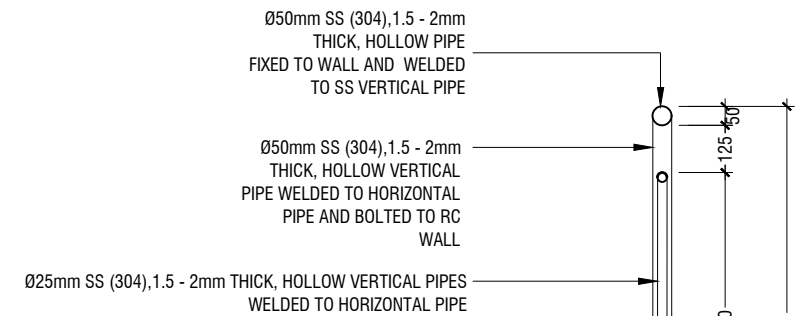 Ø50mm SS (304),1.5 - 2mm
THICK, HOLLOW PIPE
FIXED TO WALL AND WELDED
TO SS VERTICAL PIPE
50
125
Ø50mm SS (304),1.5 - 2mm
THICK, HOLLOW VERTICAL
PIPE WELDED TO HORIZONTAL
PIPE AND BOLTED TO RC
WALL
Ø25mm SS (304),1.5 - 2mm THICK, HOLLOW VERTICAL PIPES
WELDED TO HORIZONTAL PIPE